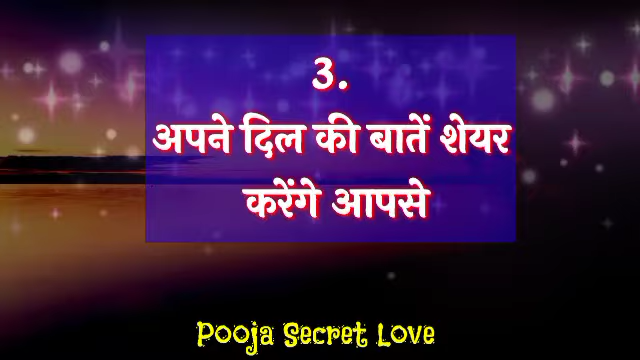 3.
अपने दिल की बातें शेयर
करेंगे आपसे
Pooja Secret Love